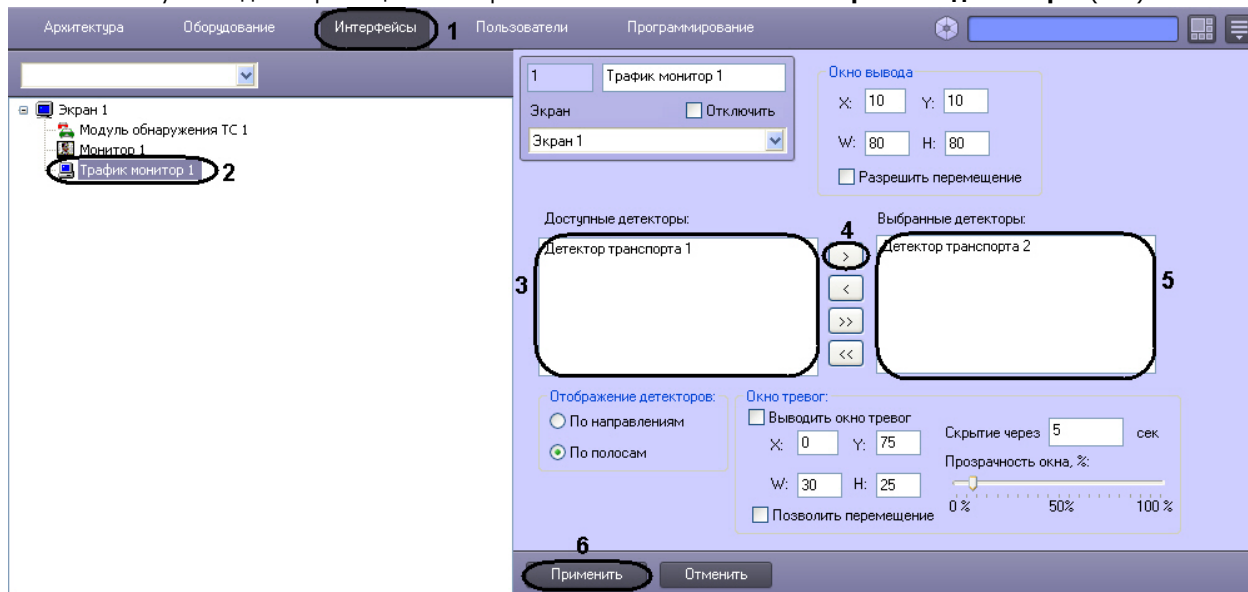 Архитектура Оборудование Интерфейсы 1 Пользователи Программирование
Экран 1
Модуль обнаружения ТС 1
Монитор 1
Трафик монитор 1 2
1 Трафик монитор 1
Экран Отключить
Экран 1
Окно вывода
X: 10 Y: 10
W: 80 H: 80
Разрешить перемещение
Доступные детекторы: 4 Выбранные детекторы:
Детектор транспорта 1 > Детектор транспорта 2
3 < 5
>>
<<
Отображение детекторов:
По направлениям
По полосам
Окно тревог:
Выводить окно тревог
X: 0 Y: 75
W: 30 H: 25
Позволить перемещение
Скрытие через 5 сек
Прозрачность окна, %:
0 % 50% 100 %
6
Применить Отменить